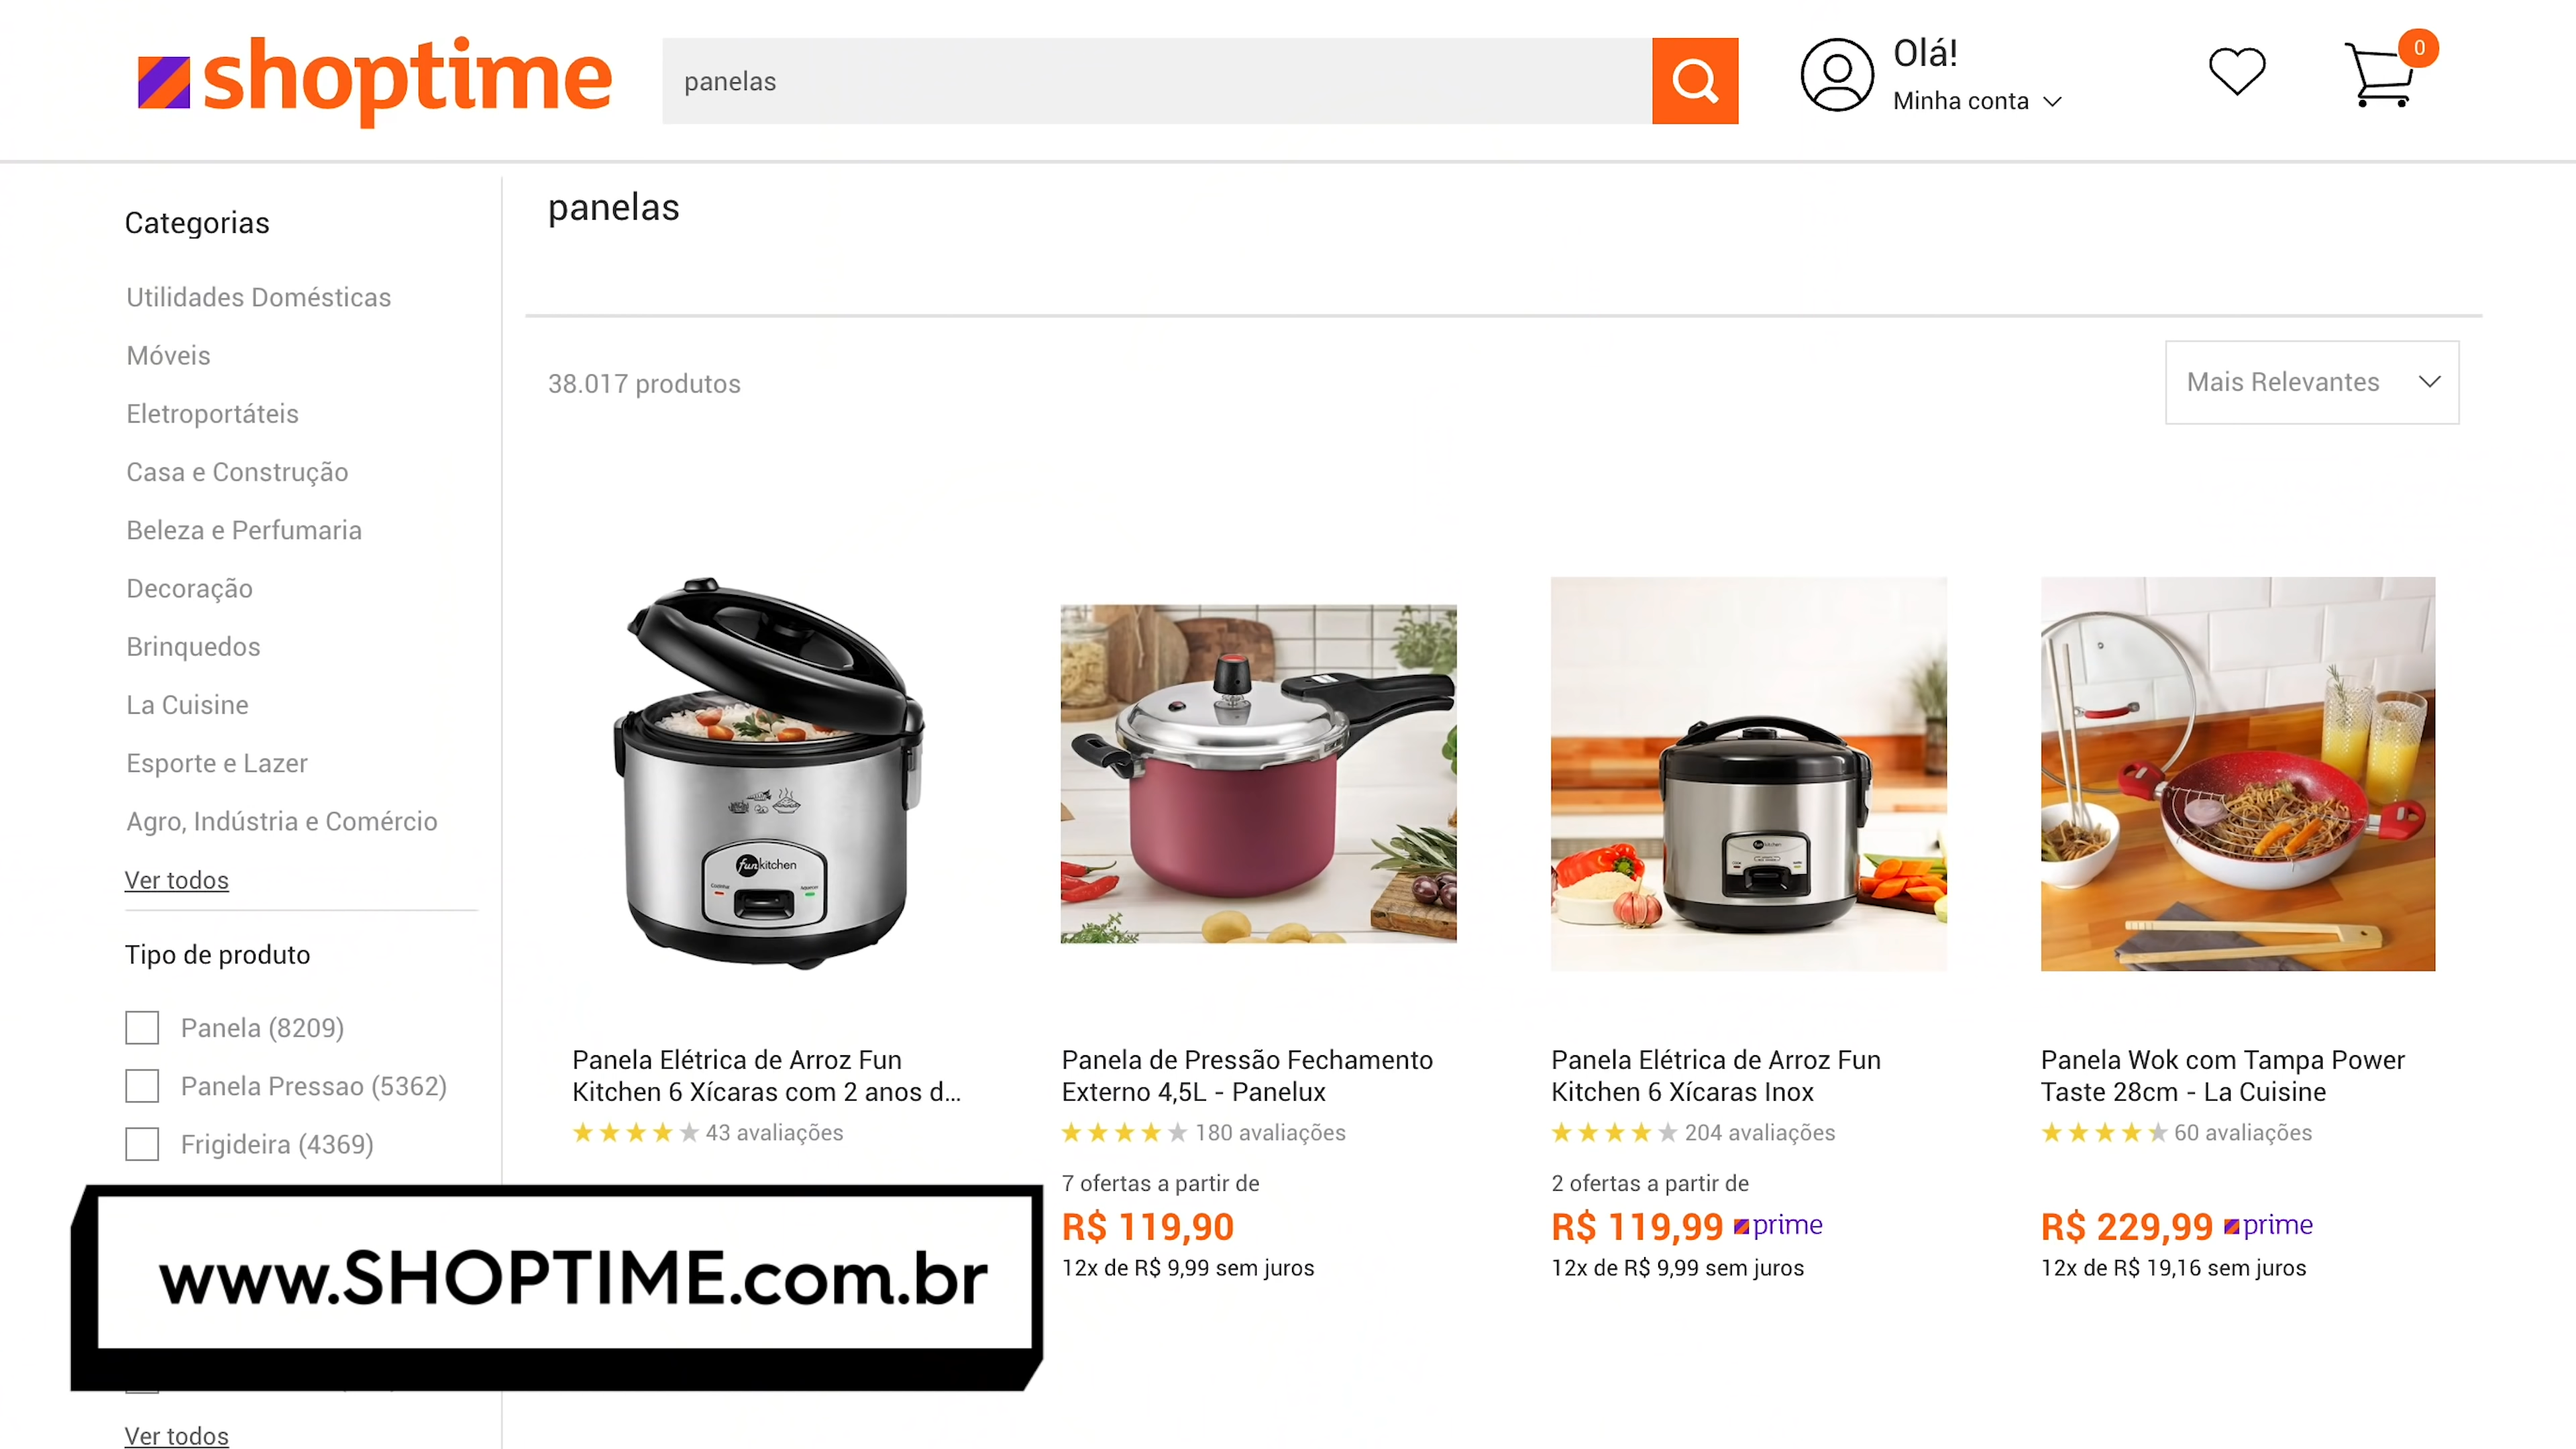 shoptime
panelas
Olá!
Minha conta
0
Categorias
Utilidades Domésticas
Móveis
Eletroportáteis
Casa e Construção
Beleza e Perfumaria
Decoração
Brinquedos
La Cuisine
Esporte e Lazer
Agro, Indústria e Comércio
Ver todos
Tipo de produto
Panela (8209)
Panela Pressao (5362)
Frigideira (4369)
Ver todos
panelas
38.017 produtos
Mais Relevantes
funkitchen
Panela Elétrica de Arroz Fun
Kitchen 6 Xícaras com 2 anos d...
43 avaliações
Panela de Pressão Fechamento
Externo 4,5L - Panelux
180 avaliações
7 ofertas a partir de
R$ 119,90
12x de R$ 9,99 sem juros
Panela Elétrica de Arroz Fun
Kitchen 6 Xícaras Inox
204 avaliações
2 ofertas a partir de
R$ 119,99 prime
12x de R$ 9,99 sem juros
Panela Wok com Tampa Power
Taste 28cm - La Cuisine
60 avaliações
R$ 229,99 prime
12x de R$ 19,16 sem juros
www.SHOPTIME.com.br